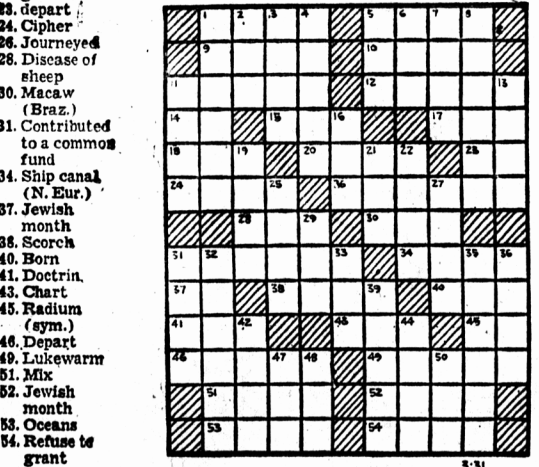 23. depart
24. Cipher
26. Journeyed
28. Disease of
sheep
30. Macaw
(Braz.)
31. Contributed
to a common
fund
34. Ship canal
(N. Eur.)
37. Jewish
month
38. Scorch
40. Born
41. Doctrin
43. Chart
45. Radium
(sym.)
46. Depart
49. Lukewarm
51. Mix
52. Jewish
month
53. Oceans
54. Refuse to
grant
1 2 3 4 5 6 7 8
9 10
11 12 13
14 15 16 17
18 19 20 21 22 23
24 25 26 27
28 29 30
31 32 33 34 35 36
37 38 39 40
41 42 43 44 45
46 47 48 49 50
51 52
53 54
2-21